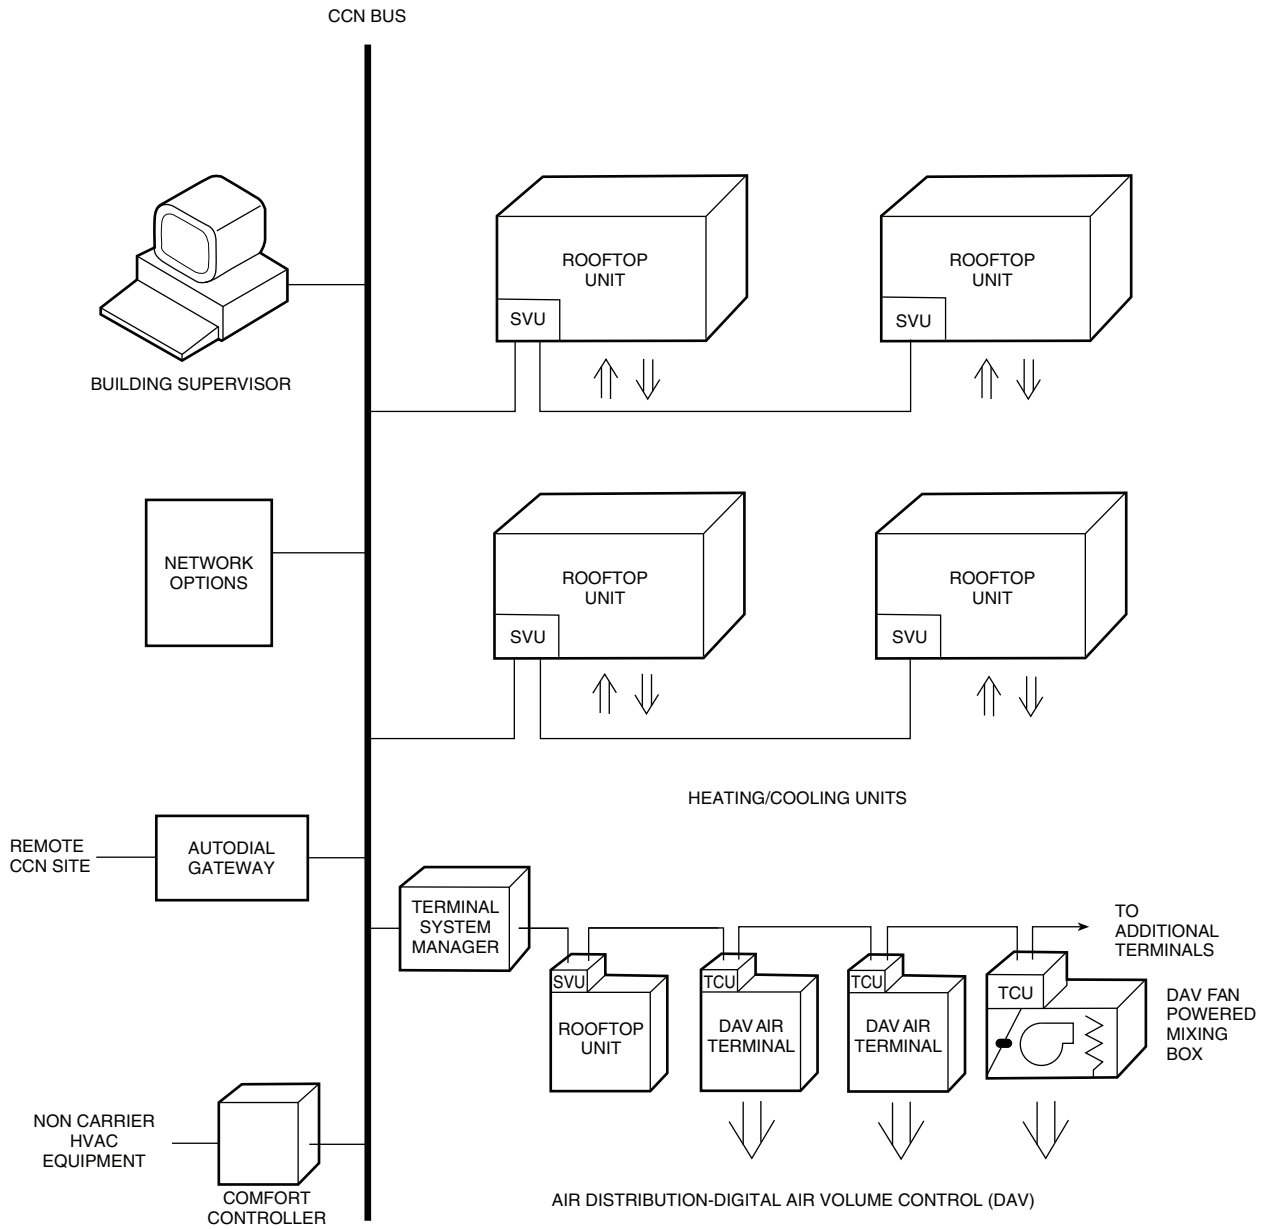 CCN BUS
ROOFTOP
UNIT
SVU
ROOFTOP
UNIT
SVU
BUILDING SUPERVISOR
NETWORK
OPTIONS
ROOFTOP
UNIT
SVU
ROOFTOP
UNIT
SVU
HEATING/COOLING UNITS
REMOTE
CCN SITE
AUTODIAL
GATEWAY
TERMINAL
SYSTEM
MANAGER
TO
ADDITIONAL
TERMINALS
SVU
ROOFTOP
UNIT
TCU
DAV AIR
TERMINAL
TCU
DAV AIR
TERMINAL
TCU
DAV FAN
POWERED
MIXING
BOX
NON CARRIER
HVAC
EQUIPMENT
COMFORT
CONTROLLER
AIR DISTRIBUTION-DIGITAL AIR VOLUME CONTROL (DAV)